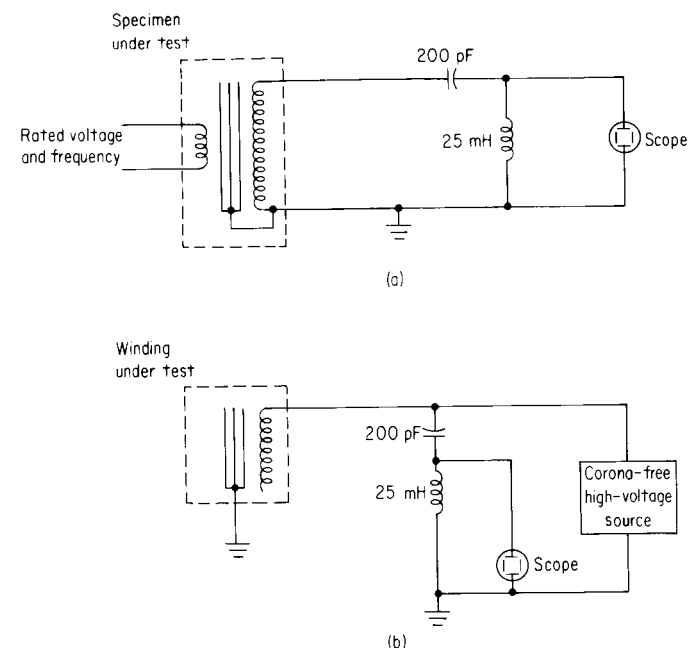 Specimen
under test
200 pF
Rated voltage
and frequency
25 mH
Scope
(a)
Winding
under test
200 pF
25 mH
Corona-free
high-voltage
source
Scope
(b)